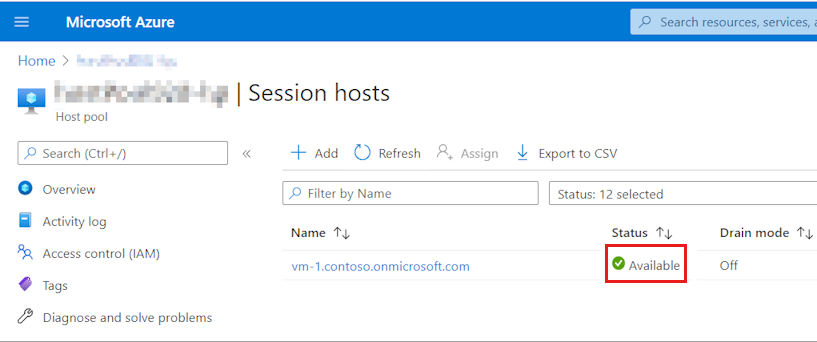 Microsoft Azure
Search resources, services, a
Home >
| Session hosts
Host pool
Search (Ctrl+/)
«
Add Refresh Assign Export to CSV
Overview
Filter by Name
Status: 12 selected
Activity log
Name Status Drain mode
Access control (IAM)
vm-1.contoso.onmicrosoft.com Available Off
Tags
Diagnose and solve problems